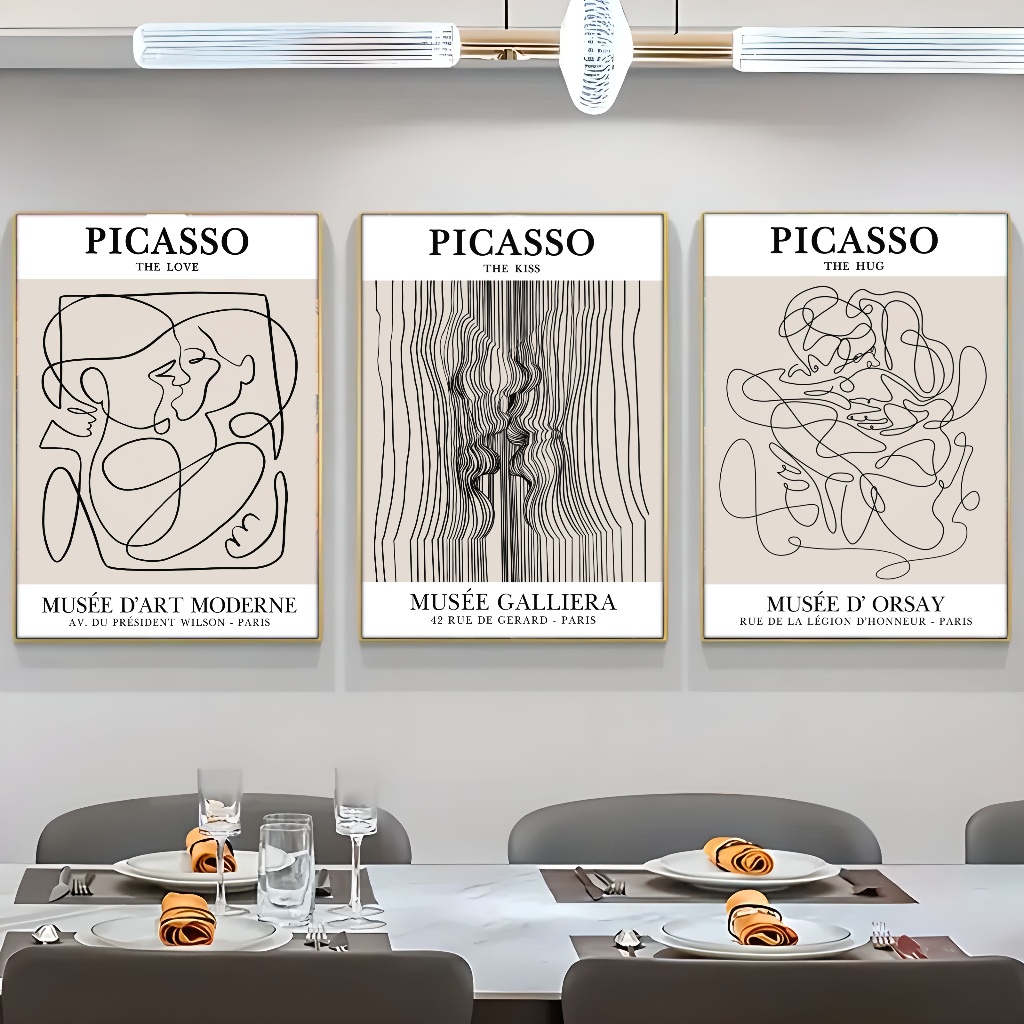 PICASSO
THE LOVE
MUSÉE D'ART MODERNE
AV. DU PRÉSIDENT WILSON - PARIS
PICASSO
THE KISS
MUSÉE GALLIERA
42 RUE DE GERARD - PARIS
PICASSO
THE HUG
MUSÉE D' ORSAY
RUE DE LA LÉGION D'HONNEUR - PARIS